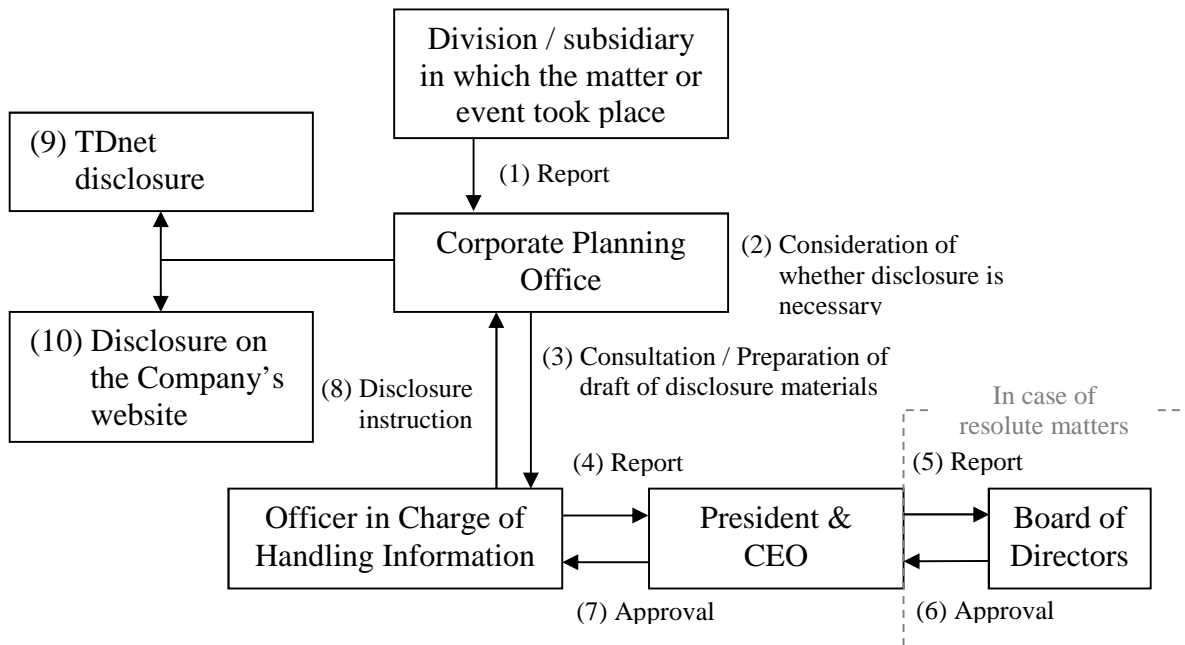 Division / subsidiary
in which the matter or
event took place
(9) TDnet
disclosure
(1) Report
Corporate Planning
Office
(2) Consideration of
whether disclosure is
necessary
(10) Disclosure on
the Company’s
website
(3) Consultation / Preparation of
draft of disclosure materials
(8) Disclosure
instruction
In case of
resolute matters
(4) Report
(5) Report
Officer in Charge of
Handling Information
President &
CEO
Board of
Directors
(7) Approval
(6) Approval